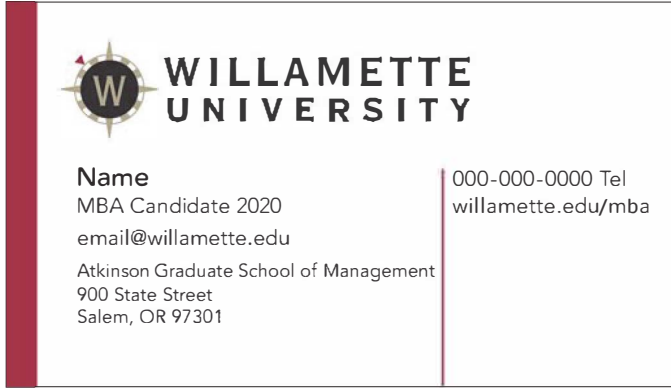 W
WILLAMETTE
UNIVERSITY
Name
MBA Candidate 2020
email@willamette.edu
Atkinson Graduate School of Management
900 State Street
Salem, OR 97301
000-000-0000 Tel
willamette.edu/mba